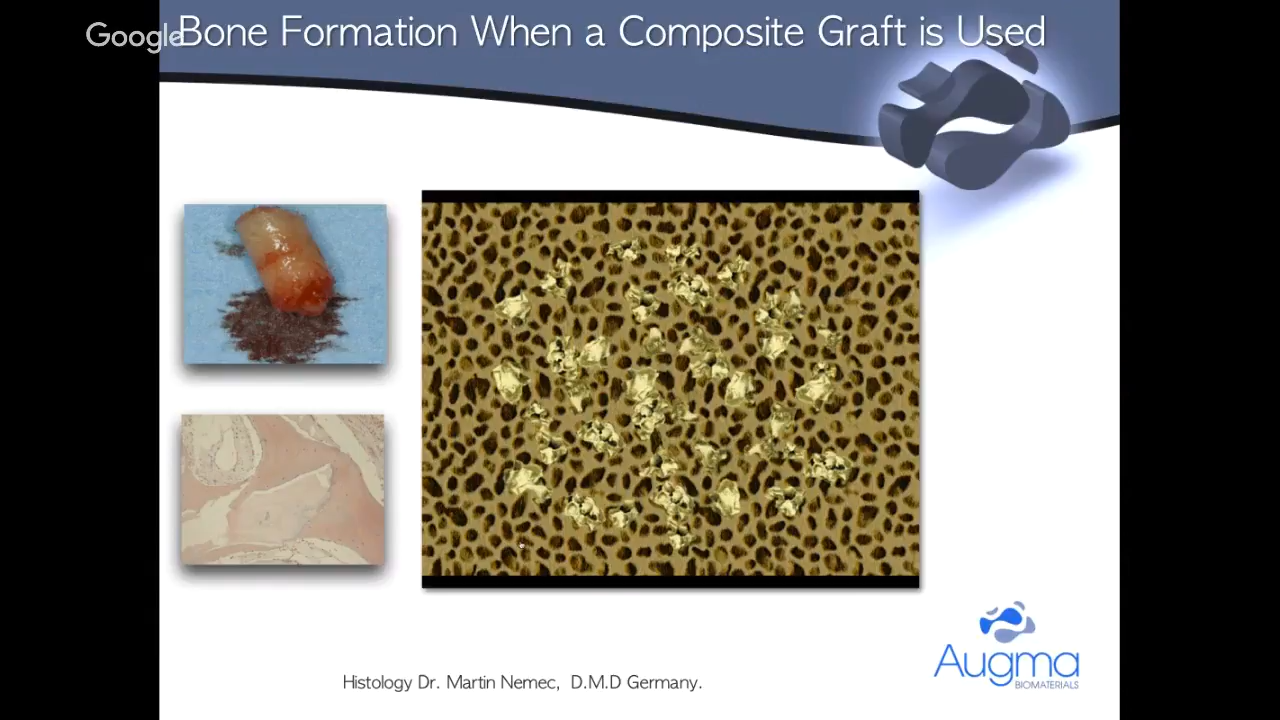 Google
Bone Formation When a Composite Graft is Used
Histology Dr. Martin Nemec, D.M.D Germany.
Augma
BIOMATERIALS